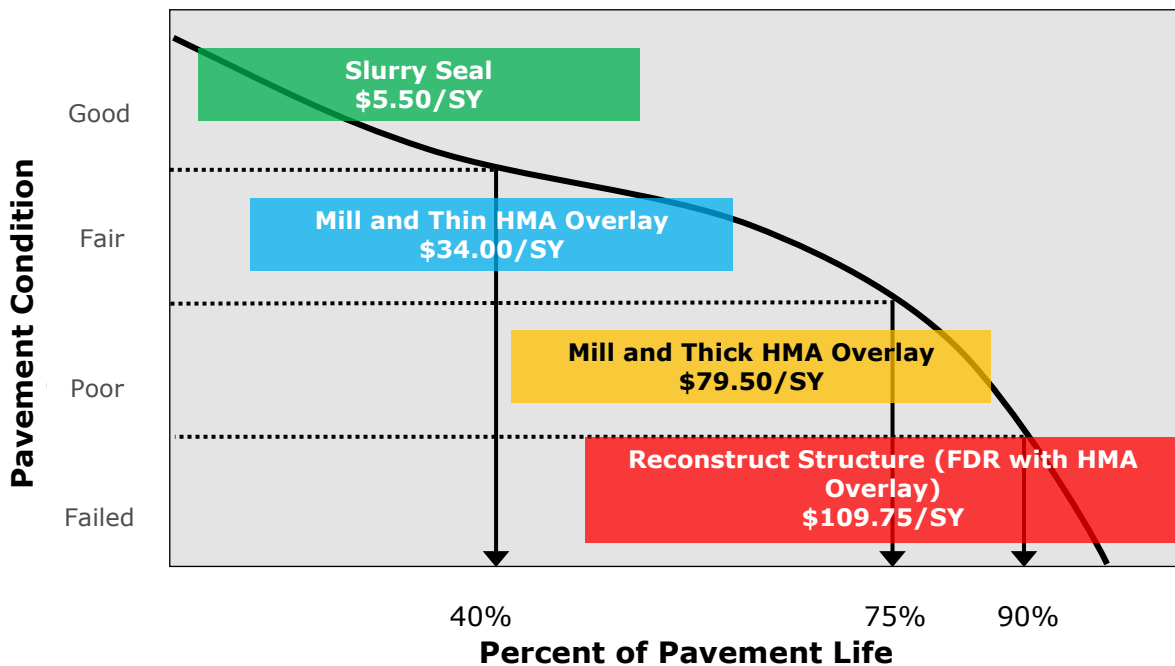 Pavement Condition
Good
Fair
Poor
Failed
Slurry Seal
$5.50/SY
Mill and Thin HMA Overlay
$34.00/SY
Mill and Thick HMA Overlay
$79.50/SY
Reconstruct Structure (FDR with HMA
Overlay)
$109.75/SY
40%
75%
90%
Percent of Pavement Life